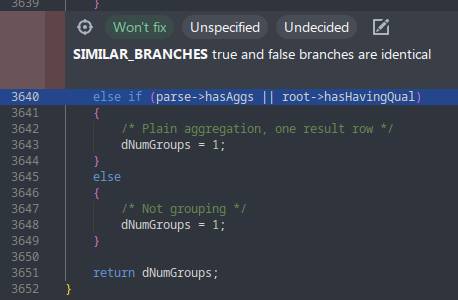 3639 }
Won't fix Unspecified Undecided
SIMILAR_BRANCHES true and false branches are identical
3640 else if (parse->hasAggs || root->hasHavingQual)
3641 {
3642 /* Plain aggregation, one result row */
3643 dNumGroups = 1;
3644 }
3645 else
3646 {
3647 /* Not grouping */
3648 dNumGroups = 1;
3649 }
3650
3651 return dNumGroups;
3652 }